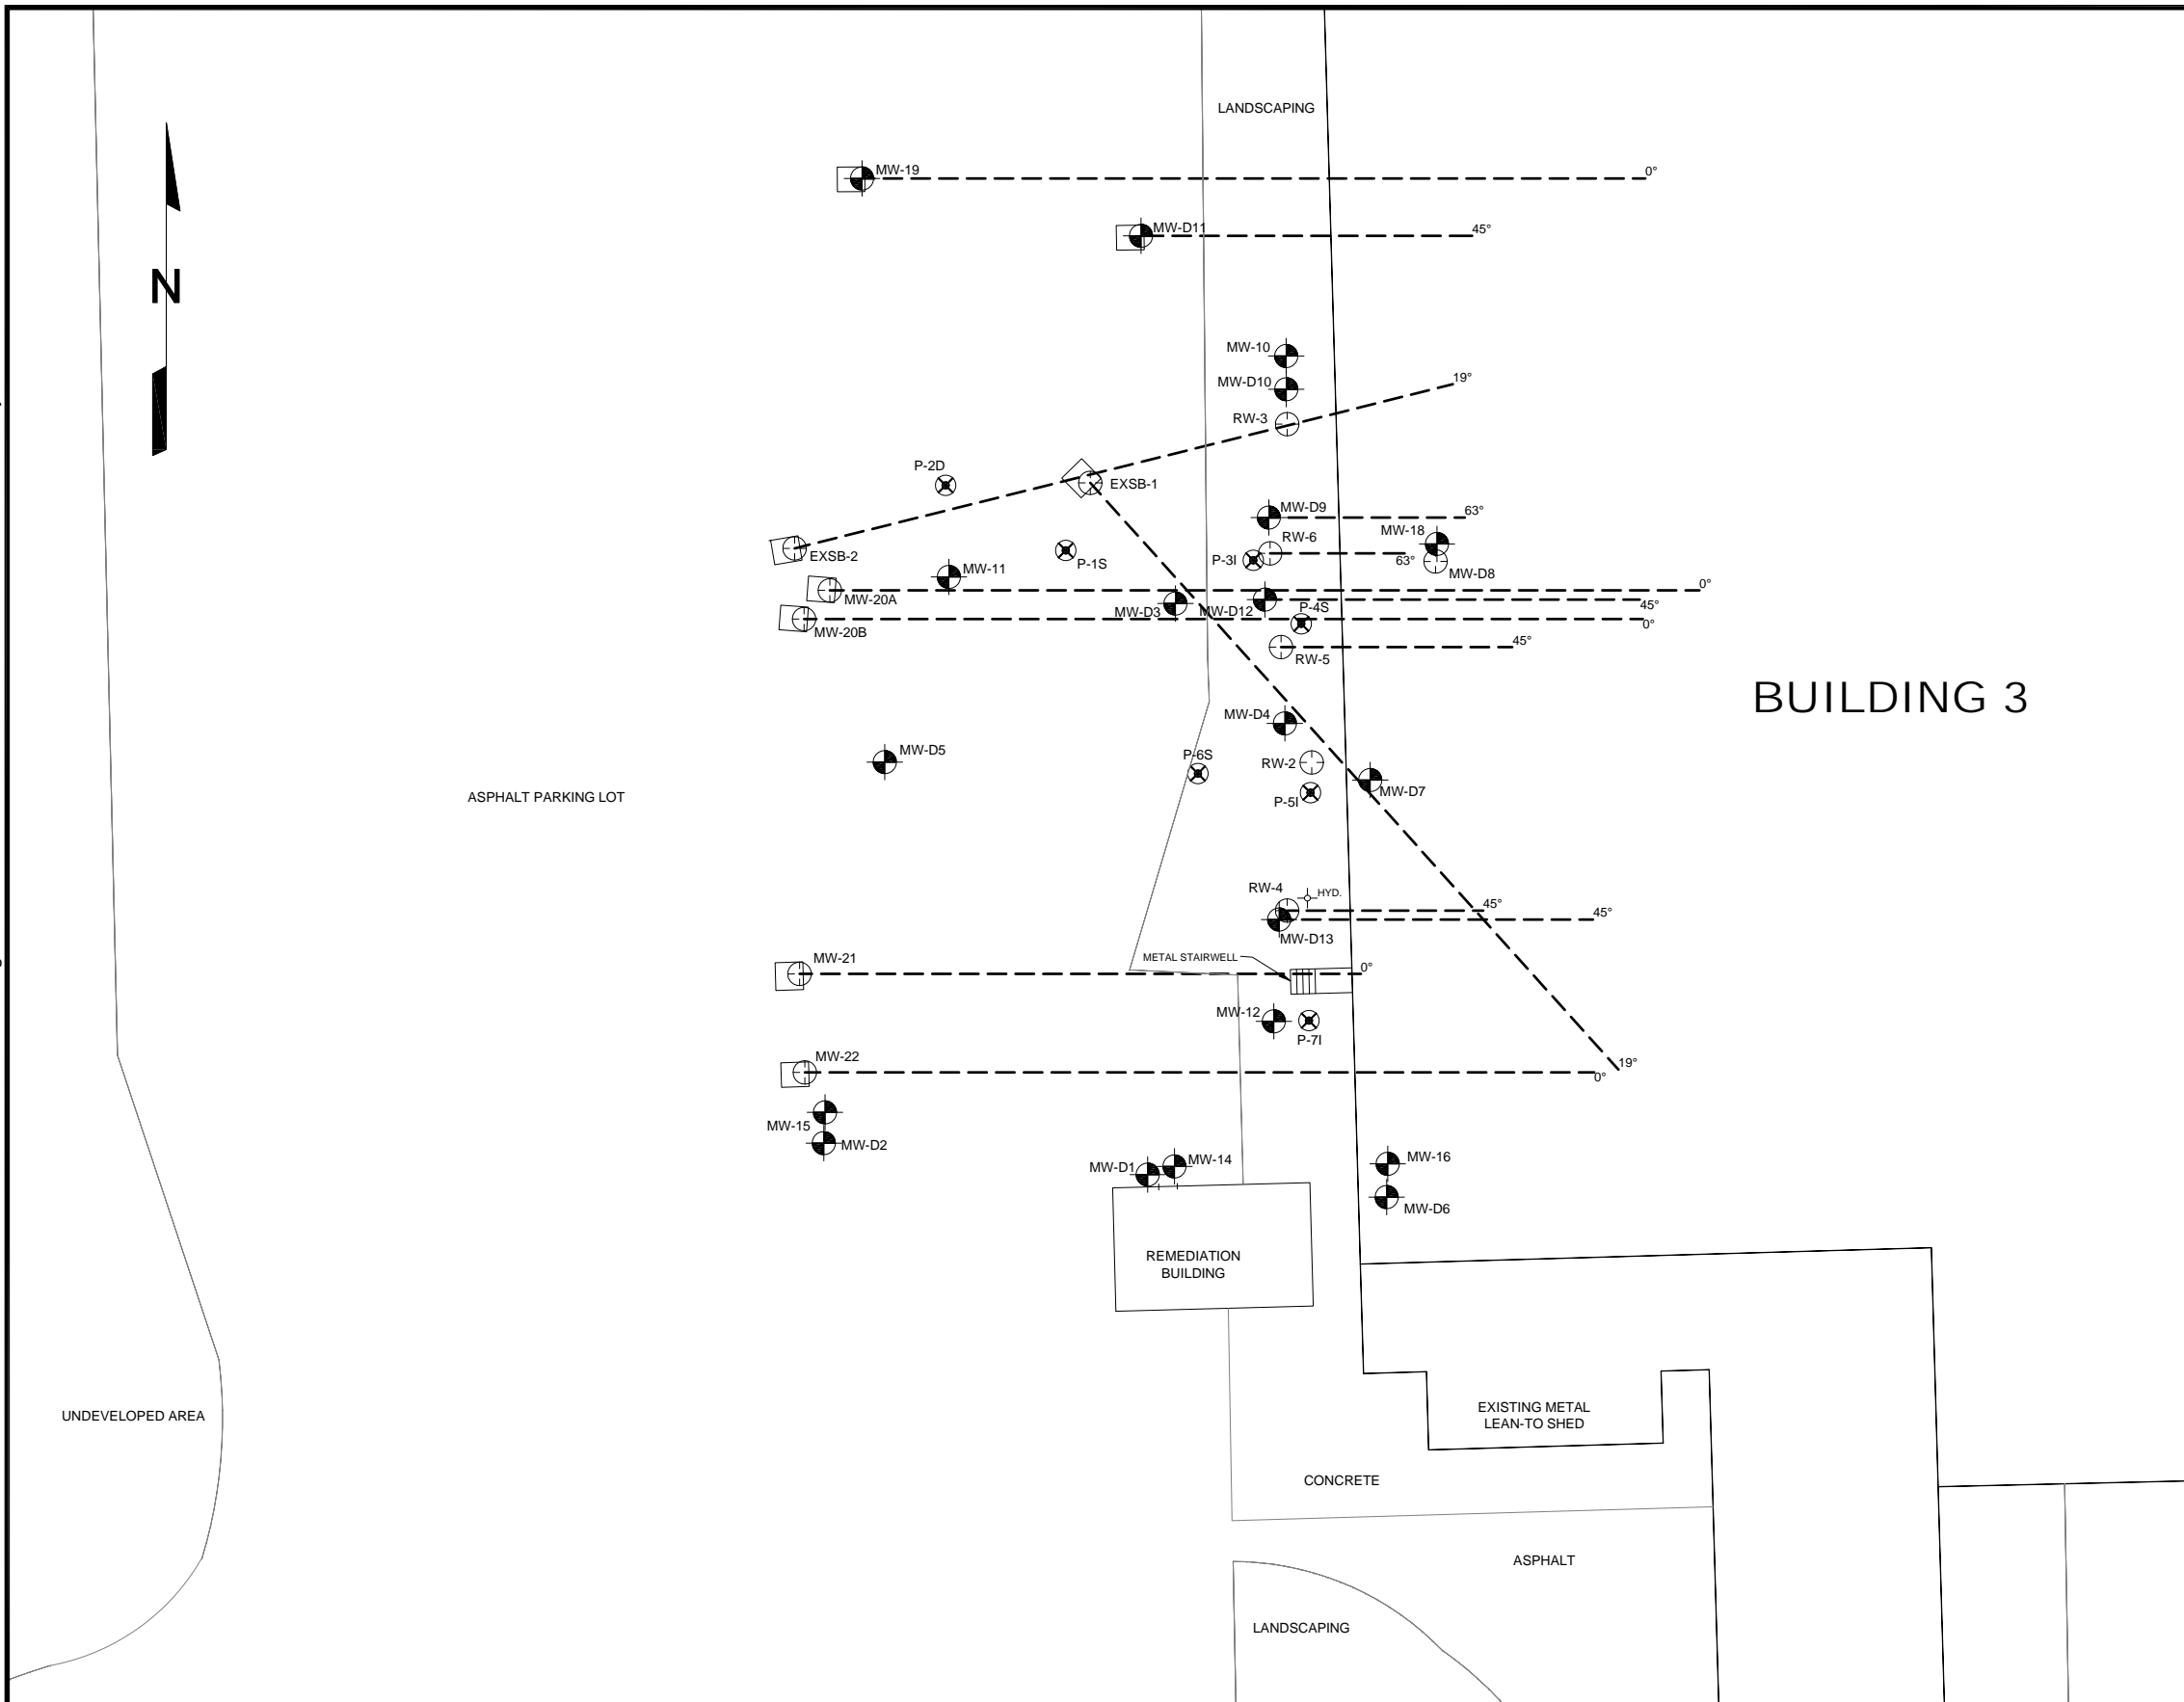 LANDSCAPING
MW-19
0°
MW-D11
45°
N
MW-10
MW-D10
19°
RW-3
P-2D
EXSB-1
MW-D9
63°
MW-18
RW-6
EXSB-2
P-1S
P-3I
63°
MW-D8
MW-11
0°
MW-20A
MW-D3
MW-D12
P-4S
45°
MW-20B
0°
45°
RW-5
BUILDING 3
MW-D4
MW-D5
P-6S
RW-2
ASPHALT PARKING LOT
P-5I
MW-D7
RW-4
HYD.
45°
45°
MW-D13
MW-21
METAL STAIRWELL
0°
MW-12
P-7I
MW-22
19°
0°
MW-15
MW-D2
MW-D1
MW-14
MW-16
MW-D6
REMEDIATION
BUILDING
UNDEVELOPED AREA
EXISTING METAL
LEAN-TO SHED
CONCRETE
ASPHALT
LANDSCAPING